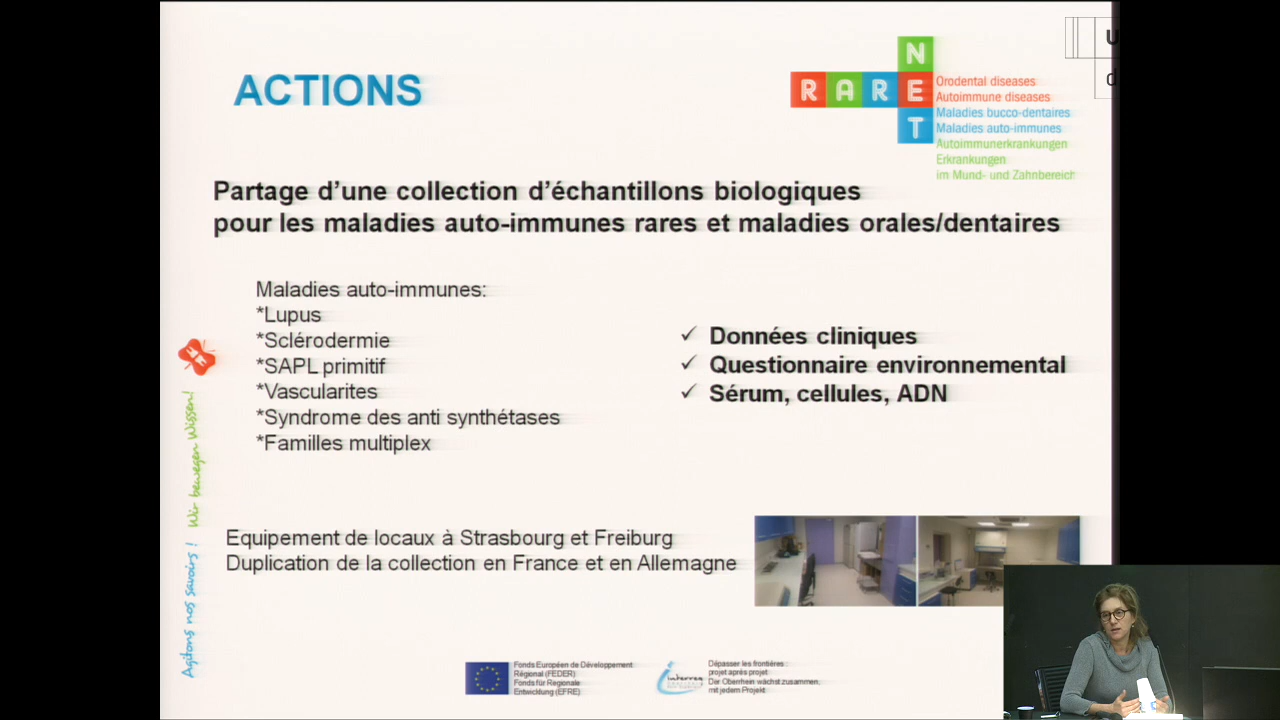 ACTIONS
N
RARE
T
Orodental diseases
Autoimmune diseases
Maladies bucco-dentaires
Maladies auto-immunes
Autoimmunerkrankungen
Erkrankungen
im Mund- und Zahnbereich
U
d
Partage d’une collection d’échantillons biologiques
pour les maladies auto-immunes rares et maladies orales/dentaires
Maladies auto-immunes:
*Lupus
*Sclérodermie
*SAPL primitif
*Vascularites
*Syndrome des anti synthétases
*Familles multiplex
✓ Données cliniques
✓ Questionnaire environnemental
✓ Sérum, cellules, ADN
Agitons nos savoirs ! Wir bewegen Wissen!
Equipement de locaux à Strasbourg et Freiburg
Duplication de la collection en France et en Allemagne
Fonds Européen de Développement
Régional (FEDER)
Fonds für Regionale
Entwicklung (EFRE)
interreg
Dépasser les frontières :
projet après projet
Der Oberrhein wächst zusammen,
mit jedem Projekt